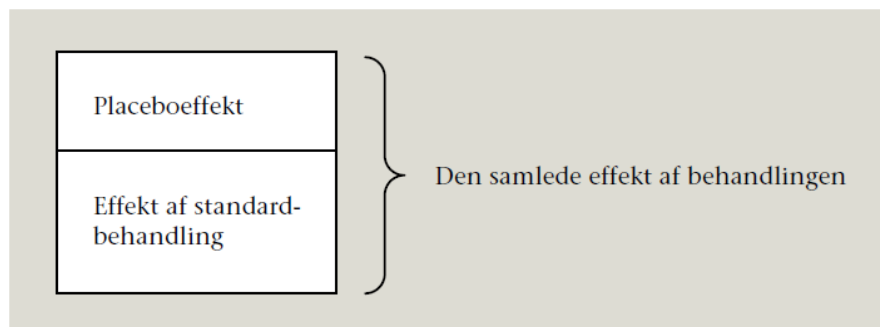 Placeboeffekt
Den samlede effekt af behandlingen
Effekt af standard-
behandling